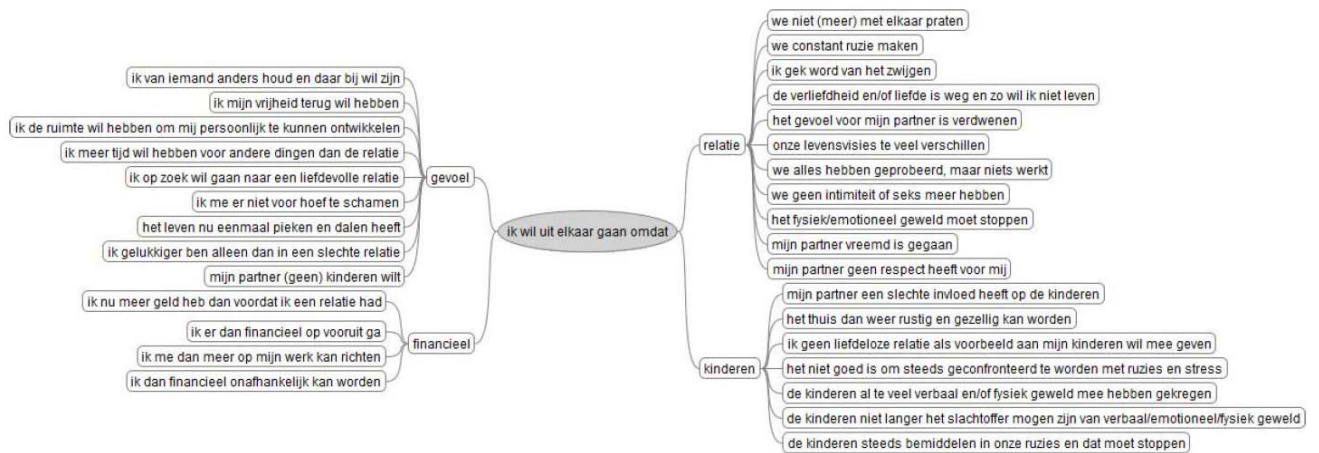 ik wil uit elkaar gaan omdat
gevoel
ik van iemand anders houd en daar bij wil zijn
ik mijn vrijheid terug wil hebben
ik de ruimte wil hebben om mij persoonlijk te kunnen ontwikkelen
ik meer tijd wil hebben voor andere dingen dan de relatie
ik op zoek wil gaan naar een liefdevolle relatie
ik me er niet voor hoef te schamen
het leven nu eenmaal pieken en dalen heeft
ik gelukkiger ben alleen dan in een slechte relatie
mijn partner (geen) kinderen wilt
financieel
ik nu meer geld heb dan voordat ik een relatie had
ik er dan financieel op vooruit ga
ik me dan meer op mijn werk kan richten
ik dan financieel onafhankelijk kan worden
relatie
we niet (meer) met elkaar praten
we constant ruzie maken
ik gek word van het zwijgen
de verliefdheid en/of liefde is weg en zo wil ik niet leven
het gevoel voor mijn partner is verdwenen
onze levensvisies te veel verschillen
we alles hebben geprobeerd, maar niets werkt
we geen intimiteit of seks meer hebben
het fysiek/emotioneel geweld moet stoppen
mijn partner vreemd is gegaan
mijn partner geen respect heeft voor mij
kinderen
mijn partner een slechte invloed heeft op de kinderen
het thuis dan weer rustig en gezellig kan worden
ik geen liefdeloze relatie als voorbeeld aan mijn kinderen wil mee geven
het niet goed is om steeds geconfronteerd te worden met ruzies en stress
de kinderen al te veel verbaal en/of fysiek geweld mee hebben gekregen
de kinderen niet langer het slachtoffer mogen zijn van verbaal/emotioneel/fysiek geweld
de kinderen steeds bemiddelen in onze ruzies en dat moet stoppen